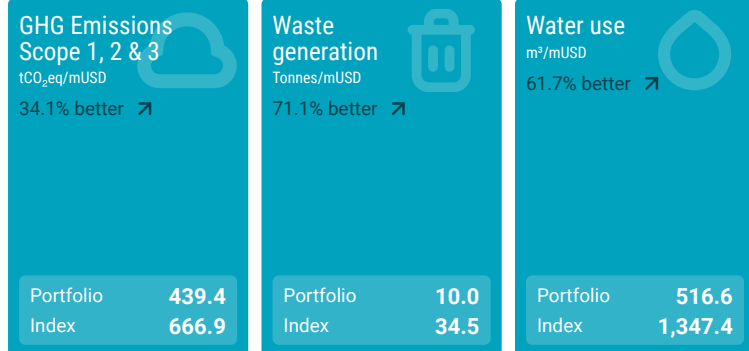 GHG Emissions
Scope 1, 2 & 3
tCO₂eq/mUSD
34.1% better
Portfolio 439.4
Index 666.9
Waste
generation
Tonnes/mUSD
71.1% better
Portfolio 10.0
Index 34.5
Water use
m³/mUSD
61.7% better
Portfolio 516.6
Index 1,347.4